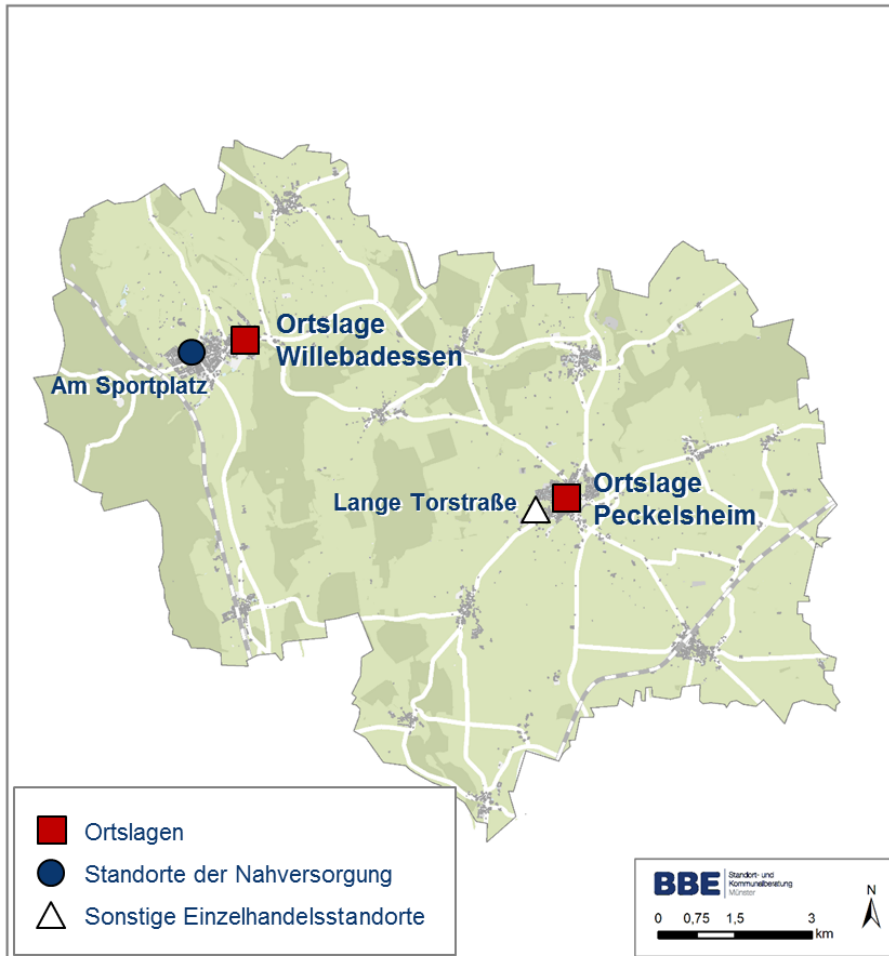 Ortslage
Willebadessen
Am Sportplatz
Lange Torstraße
Ortslage
Peckelsheim
Ortslagen
Standorte der Nahversorgung
Sonstige Einzelhandelsstandorte
BBE
Standort- und
Kommunalberatung
Münster
N
0 0,75 1,5 3
km